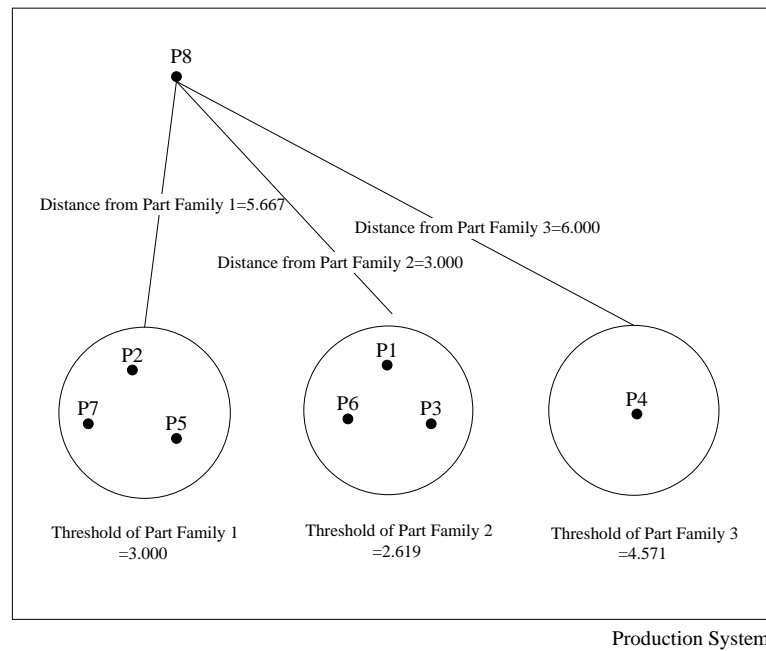 P8
Distance from Part Family 1=5.667
Distance from Part Family 3=6.000
Distance from Part Family 2=3.000
P2
P7
P5
P1
P6
P3
P4
Threshold of Part Family 1
=3.000
Threshold of Part Family 2
=2.619
Threshold of Part Family 3
=4.571
Production System